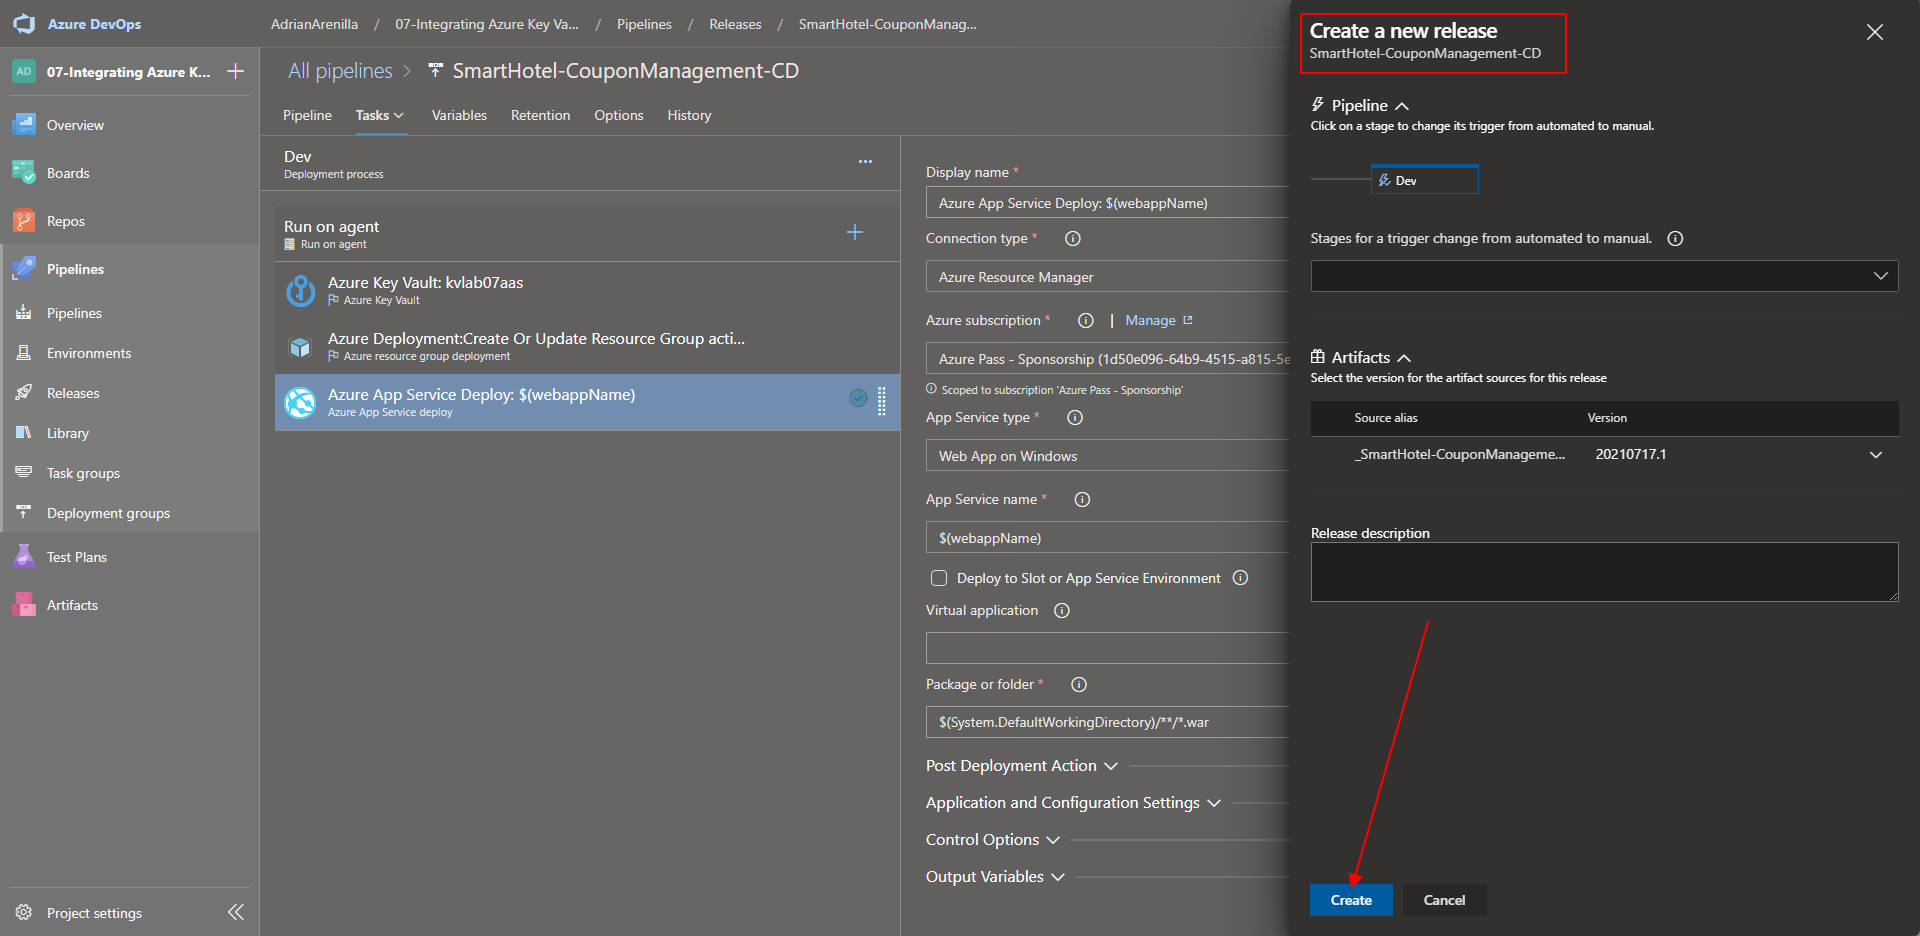 Azure DevOps
AdrianArenilla / 07-Integrating Azure Key Va... / Pipelines / Releases / SmartHotel-CouponManag...
AD 07-Integrating Azure K...
Overview
Boards
Repos
Pipelines
Pipelines
Environments
Releases
Library
Task groups
Deployment groups
Test Plans
Artifacts
Project settings
All pipelines > SmartHotel-CouponManagement-CD
Pipeline Tasks Variables Retention Options History
Dev
Deployment process
Run on agent
Run on agent
Azure Key Vault: kvlab07aas
Azure Key Vault
Azure Deployment:Create Or Update Resource Group acti...
Azure resource group deployment
Azure App Service Deploy: $(webappName)
Azure App Service deploy
Display name *
Azure App Service Deploy: $(webappName)
Connection type *
Azure Resource Manager
Azure subscription * | Manage
Azure Pass - Sponsorship (1d50e096-64b9-4515-a815-5e
Scoped to subscription 'Azure Pass - Sponsorship'
App Service type *
Web App on Windows
App Service name *
$(webappName)
Deploy to Slot or App Service Environment
Virtual application
Package or folder *
$(System.DefaultWorkingDirectory)/**/*.war
Post Deployment Action
Application and Configuration Settings
Control Options
Output Variables
Create a new release
SmartHotel-CouponManagement-CD
Pipeline
Click on a stage to change its trigger from automated to manual.
Dev
Stages for a trigger change from automated to manual.
Artifacts
Select the version for the artifact sources for this release
Source alias Version
_SmartHotel-CouponManageme... 20210717.1
Release description
Create Cancel